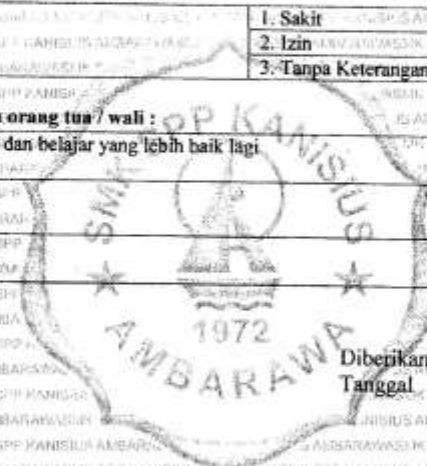 1. Sakit
2. Izin
3. Tanpa Keterangan
orang tua / wali :
dan belajar yang lebih baik lagi
SMK SPP KANISIUS
1972
AMBARAWA
Diberikan
Tanggal